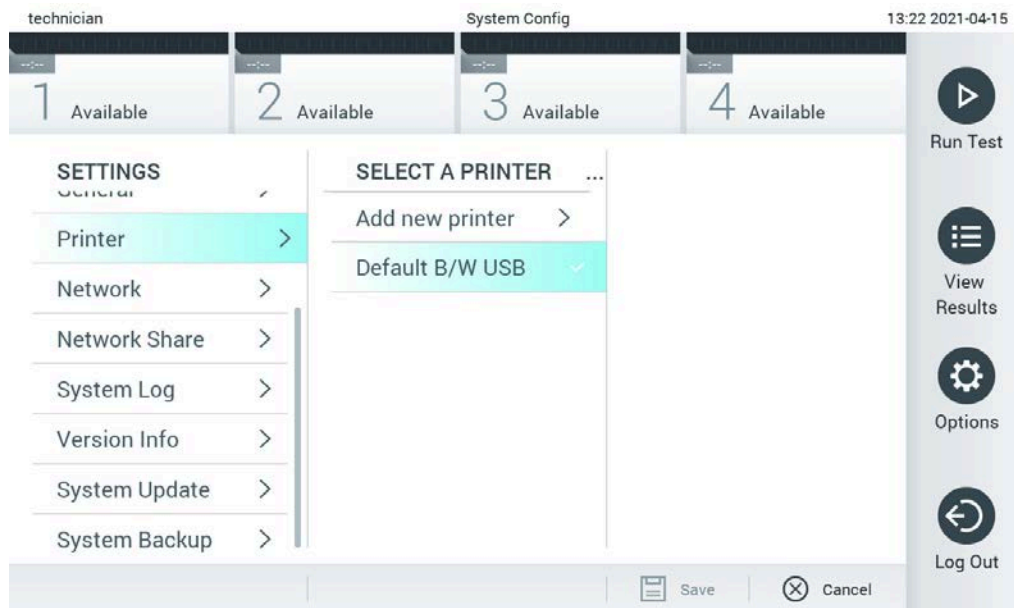 technician
System Config
13:22 2021-04-15
--:--
--:--
--:--
--:--
1 Available
2 Available
3 Available
4 Available
Run Test
View
Results
Options
Log Out
SETTINGS
General
Printer
Network
Network Share
System Log
Version Info
System Update
System Backup
SELECT A PRINTER ...
Add new printer
Default B/W USB
Save
Cancel